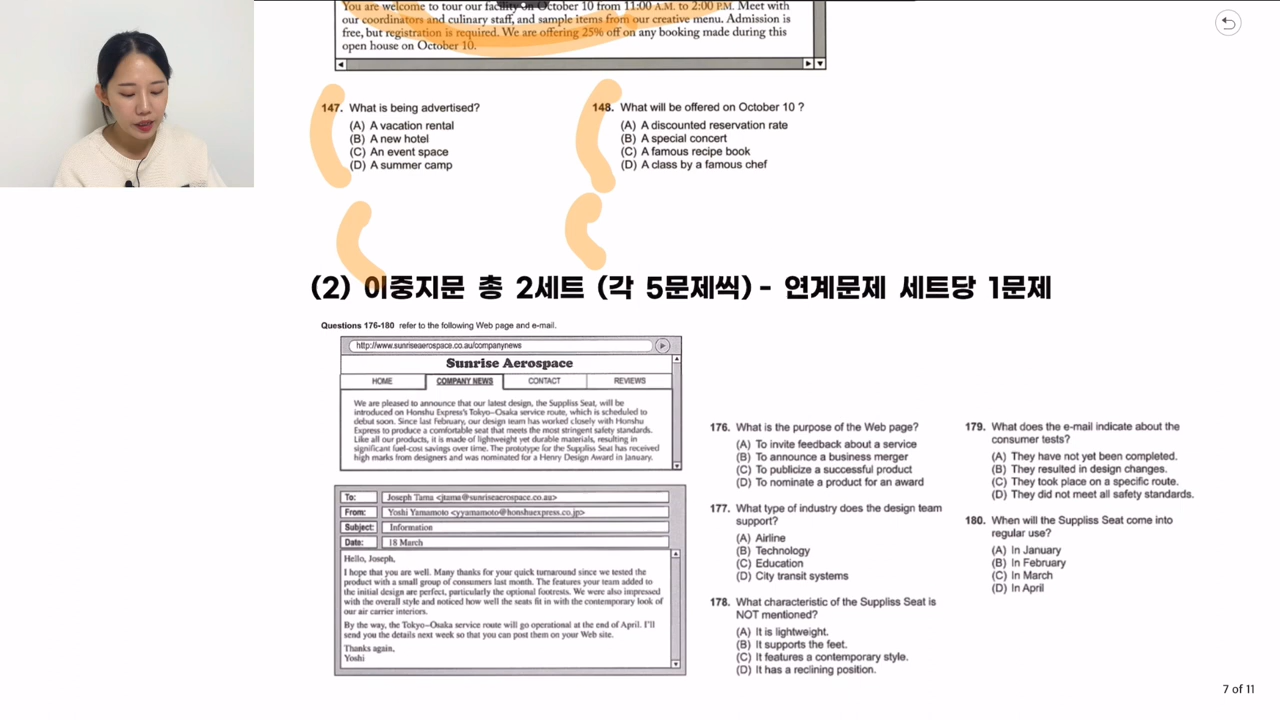 You are welcome to tour our facility on October 10 from 11:00 A.M. to 2:00 P.M. Meet with
our coordinators and culinary staff, and sample items from our creative menu. Admission is
free, but registration is required. We are offering 25% off on any booking made during this
open house on October 10.
147. What is being advertised?
(A) A vacation rental
(B) A new hotel
(C) An event space
(D) A summer camp
148. What will be offered on October 10 ?
(A) A discounted reservation rate
(B) A special concert
(C) A famous recipe book
(D) A class by a famous chef
(2) 이중지문 총 2세트 (각 5문제씩) - 연계문제 세트당 1문제
Questions 176-180 refer to the following Web page and e-mail.
http://www.sunriseaerospace.co.au/companynews
Sunrise Aerospace
HOME COMPANY NEWS CONTACT REVIEWS
We are pleased to announce that our latest design, the Suppliss Seat, will be
introduced on Honshu Express's Tokyo–Osaka service route, which is scheduled to
debut soon. Since last February, our design team has worked closely with Honshu
Express to produce a comfortable seat that meets the most stringent safety standards.
Like all our products, it is made of lightweight yet durable materials, resulting in
significant fuel-cost savings over time. The prototype for the Suppliss Seat has received
high marks from designers and was nominated for a Henry Design Award in January.
To: Joseph Tama <jtama@sunriseaerospace.co.au>
From: Yoshi Yamamoto <yyamamoto@honshuexpress.co.jp>
Subject: Information
Date: 18 March
Hello, Joseph,
I hope that you are well. Many thanks for your quick turnaround since we tested the
product with a small group of consumers last month. The features your team added to
the initial design are perfect, particularly the optional footrests. We were also impressed
with the overall style and noticed how well the seats fit in with the contemporary look of
our air carrier interiors.
By the way, the Tokyo–Osaka service route will go operational at the end of April. I'll
send you the details next week so that you can post them on your Web site.
Thanks again,
Yoshi
176. What is the purpose of the Web page?
(A) To invite feedback about a service
(B) To announce a business merger
(C) To publicize a successful product
(D) To nominate a product for an award
177. What type of industry does the design team
support?
(A) Airline
(B) Technology
(C) Education
(D) City transit systems
178. What characteristic of the Suppliss Seat is
NOT mentioned?
(A) It is lightweight.
(B) It supports the feet.
(C) It features a contemporary style.
(D) It has a reclining position.
179. What does the e-mail indicate about the
consumer tests?
(A) They have not yet been completed.
(B) They resulted in design changes.
(C) They took place on a specific route.
(D) They did not meet all safety standards.
180. When will the Suppliss Seat come into
regular use?
(A) In January
(B) In February
(C) In March
(D) In April
7 of 11